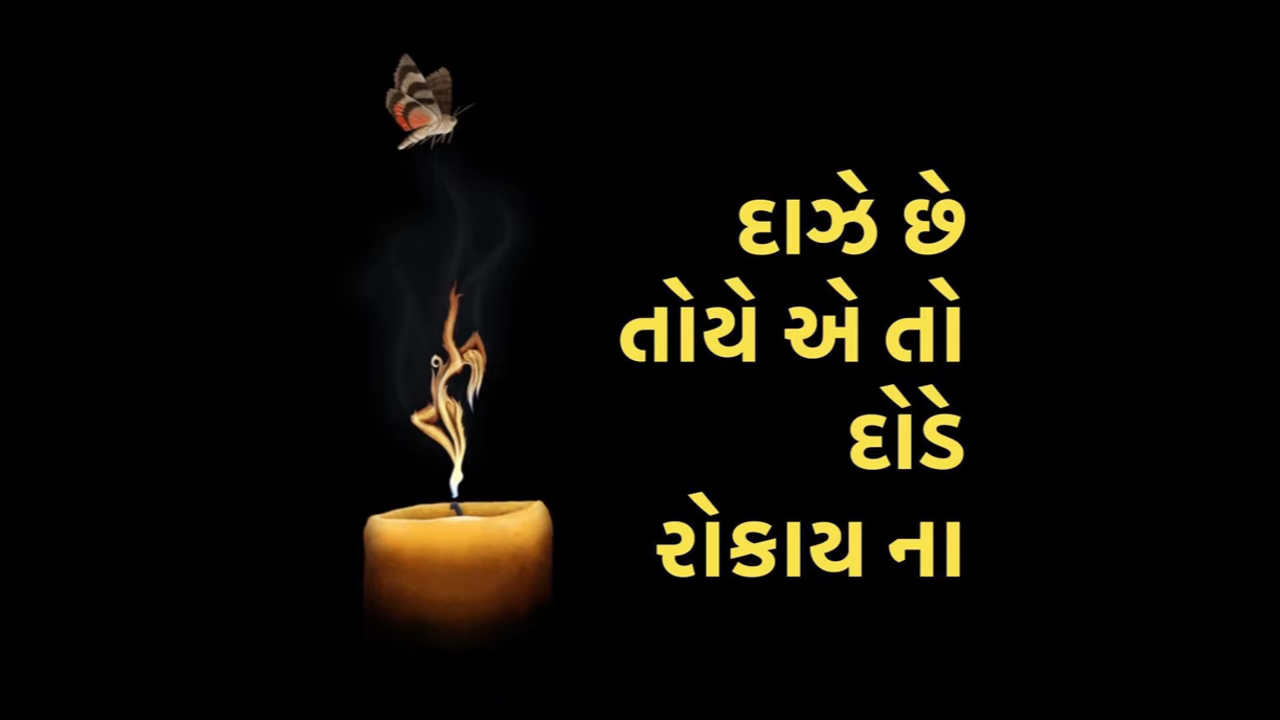 દાઝે છે
તોયે એ તો
દોડે
રોકાય ના